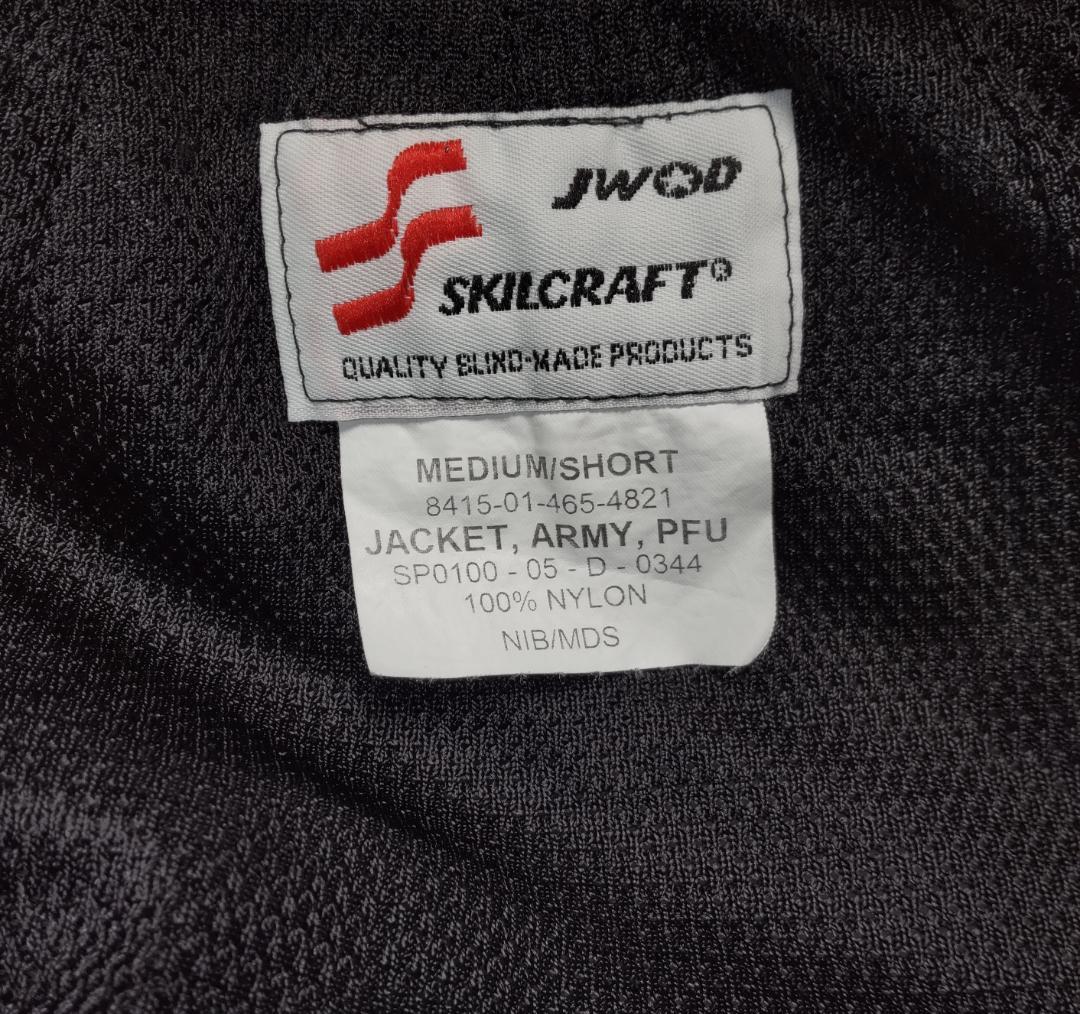 JWOD
SKILCRAFT®
QUALITY BLIND-MADE PRODUCTS
MEDIUM/SHORT
8415-01-465-4821
JACKET, ARMY, PFU
SP0100 - 05 - D - 0344
100% NYLON
NIB/MDS